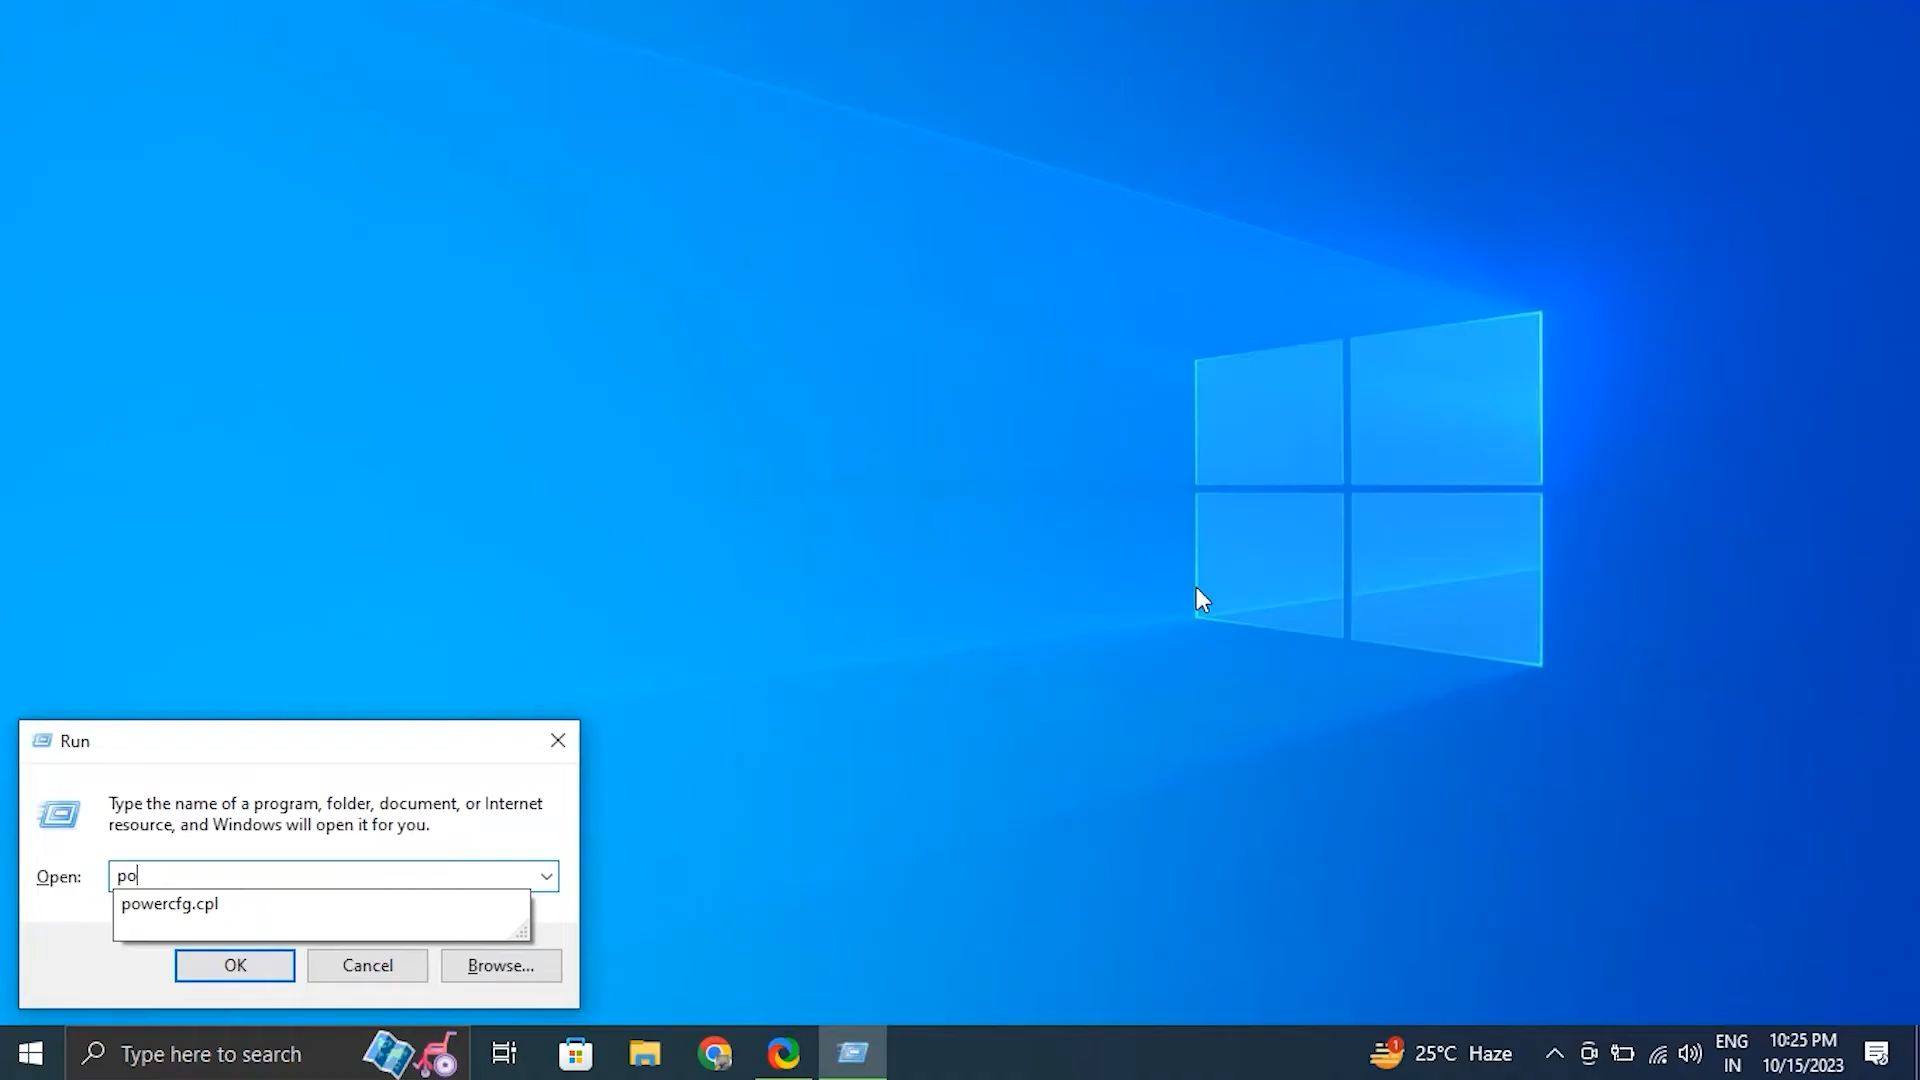 Run
Type the name of a program, folder, document, or Internet
resource, and Windows will open it for you.
Open:
po
powercfg.cpl
OK
Cancel
Browse...
Type here to search
1
25°C Haze
ENG
IN
10:25 PM
10/15/2023